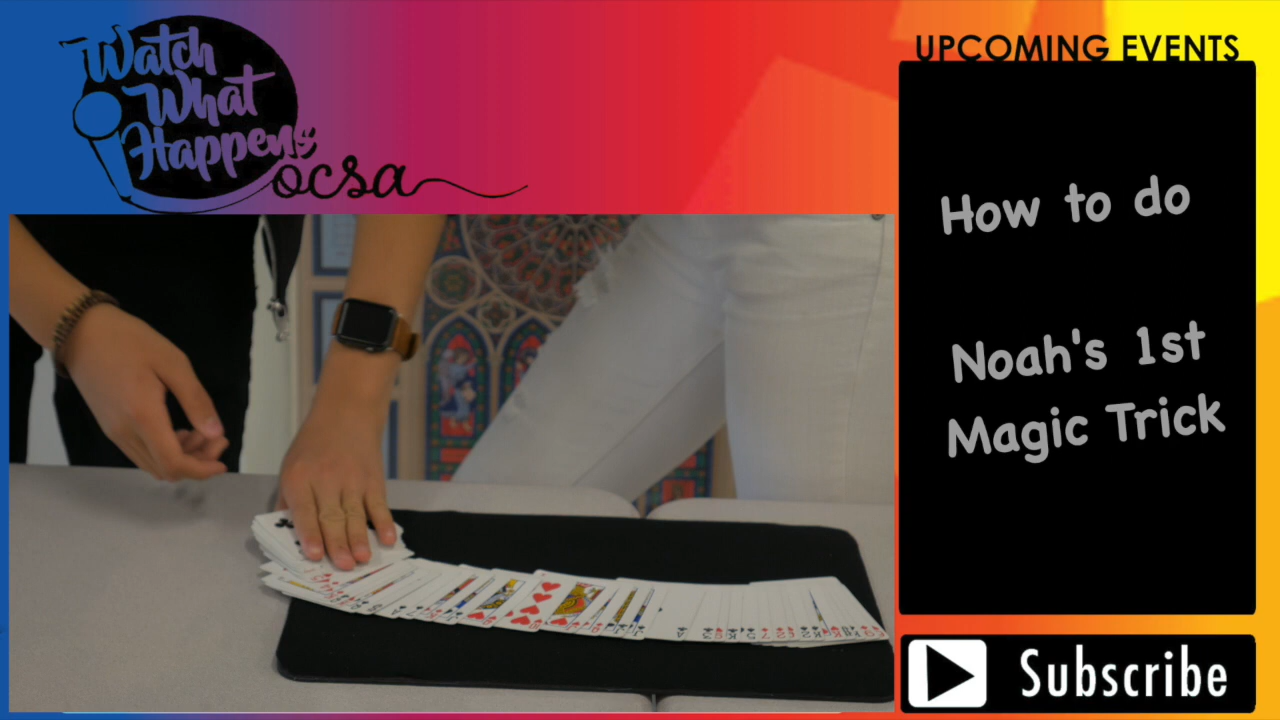 Watch
What
Happens
ocsa
UPCOMING EVENTS
How to do
Noah's 1st
Magic Trick
Subscribe